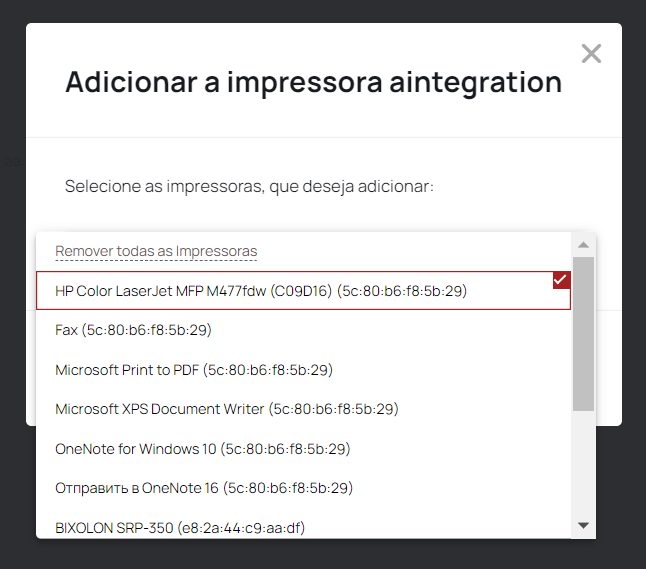 Adicionar a impressora aintegration
Selecione as impressoras, que deseja adicionar:
Remover todas as Impressoras
HP Color LaserJet MFP M477fdw (C09D16) (5c:80:b6:f8:5b:29)
Fax (5c:80:b6:f8:5b:29)
Microsoft Print to PDF (5c:80:b6:f8:5b:29)
Microsoft XPS Document Writer (5c:80:b6:f8:5b:29)
OneNote for Windows 10 (5c:80:b6:f8:5b:29)
Отправить в OneNote 16 (5c:80:b6:f8:5b:29)
BIXOLON SRP-350 (e8:2a:44:c9:aa:df)